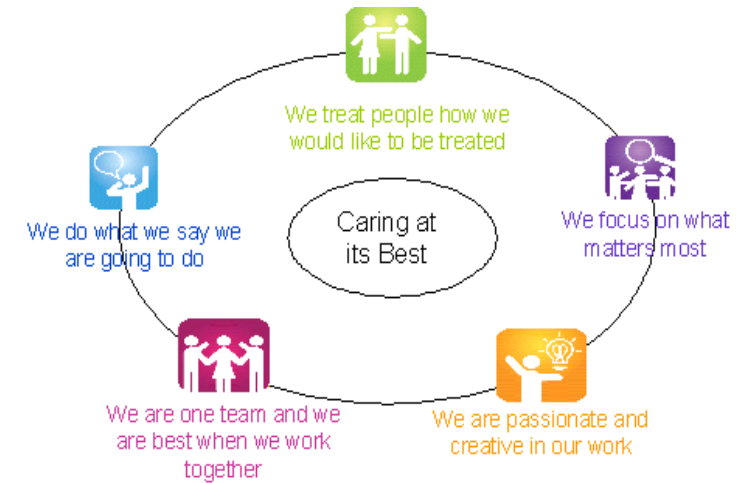 We treat people how we
would like to be treated
We focus on what
matters most
We are passionate and
creative in our work
We are one team and we
are best when we work
together
We do what we say we
are going to do
Caring at
its Best